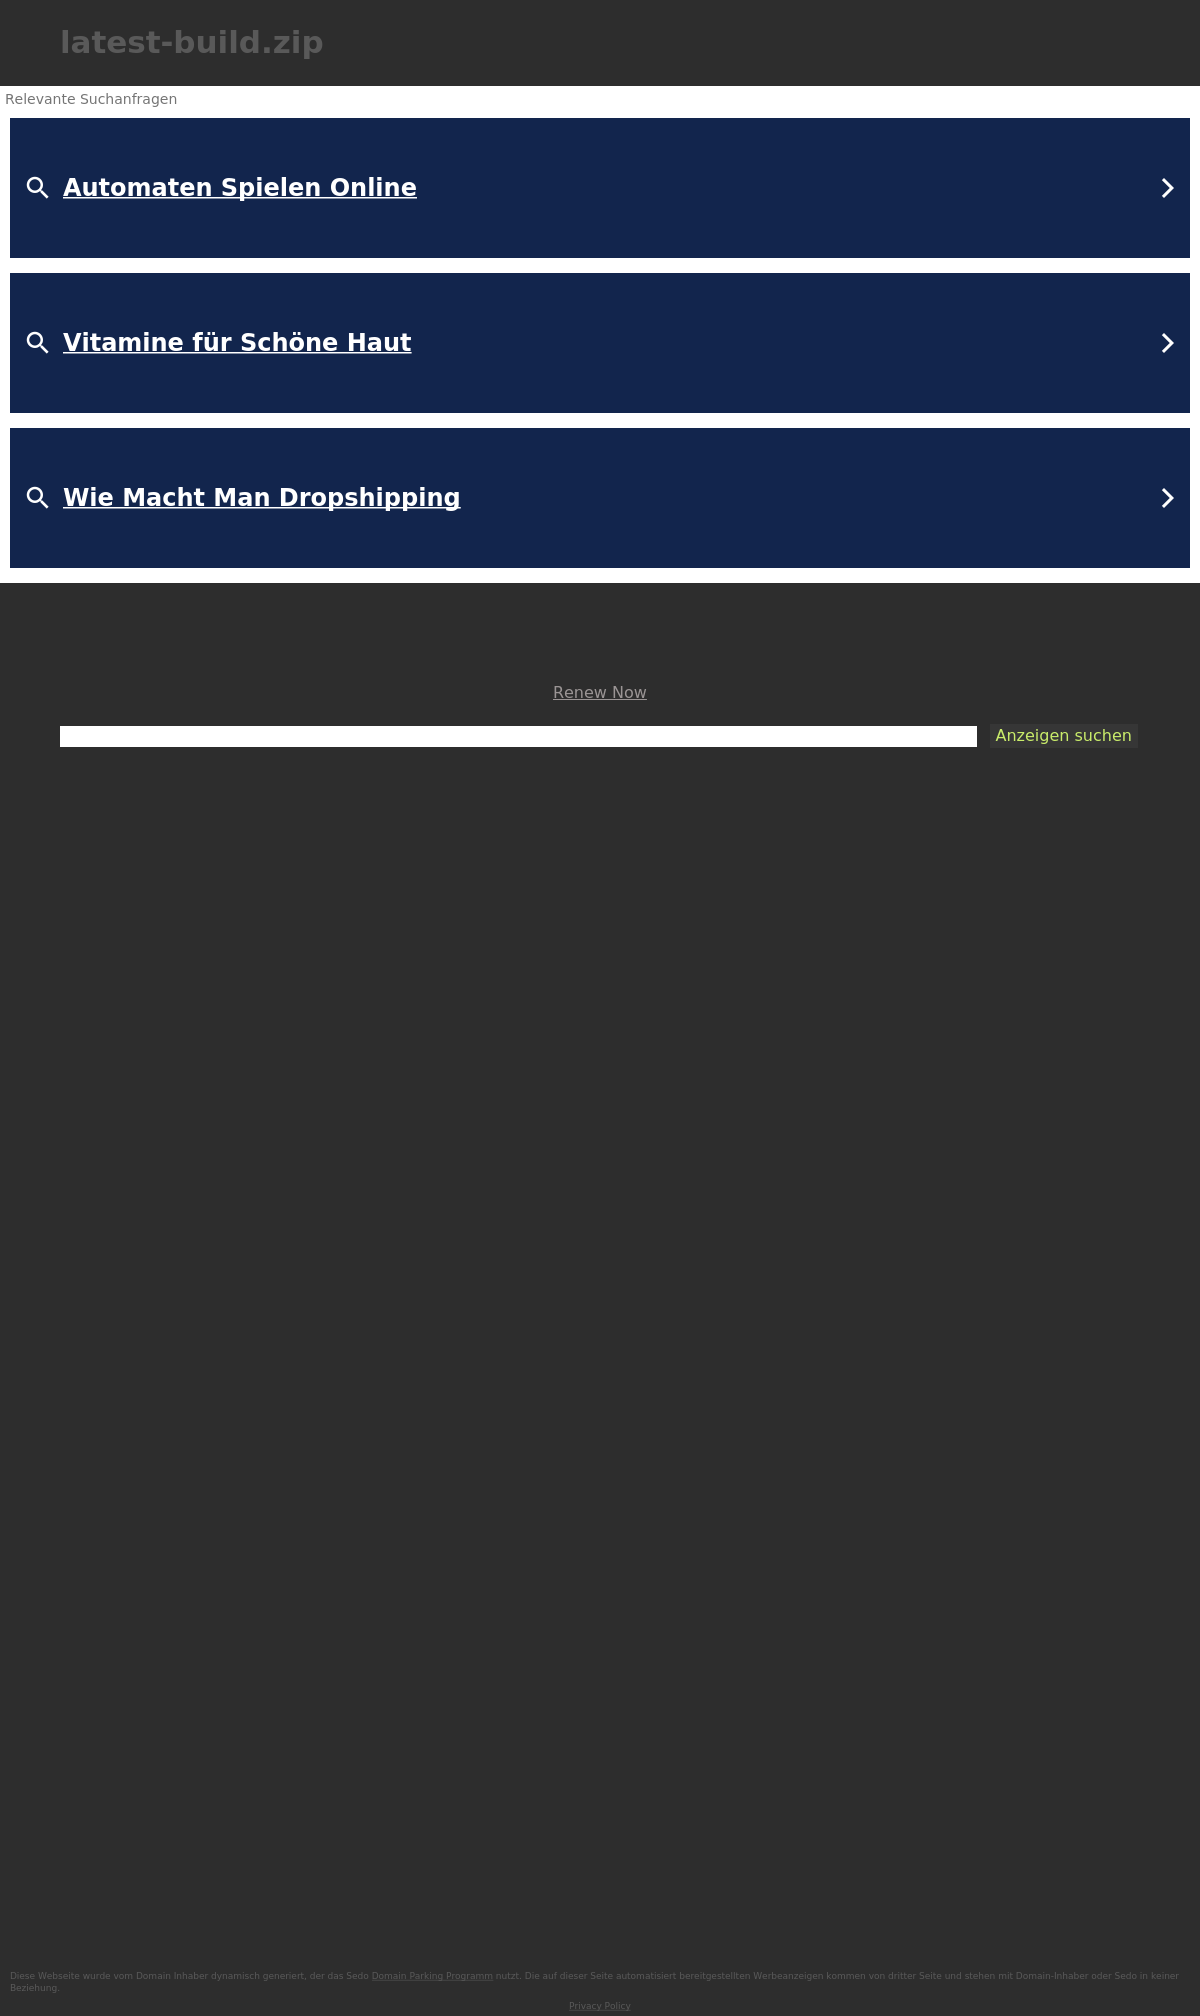 latest-build.zip
Relevante Suchanfragen
Automaten Spielen Online
Vitamine für Schöne Haut
Wie Macht Man Dropshipping
Renew Now
Anzeigen suchen
Diese Webseite wurde vom Domain Inhaber dynamisch generiert, der das Sedo Domain Parking Programm nutzt. Die auf dieser Seite automatisiert bereitgestellten Werbeanzeigen kommen von dritter Seite und stehen mit Domain-Inhaber oder Sedo in keiner
Beziehung.
Privacy Policy